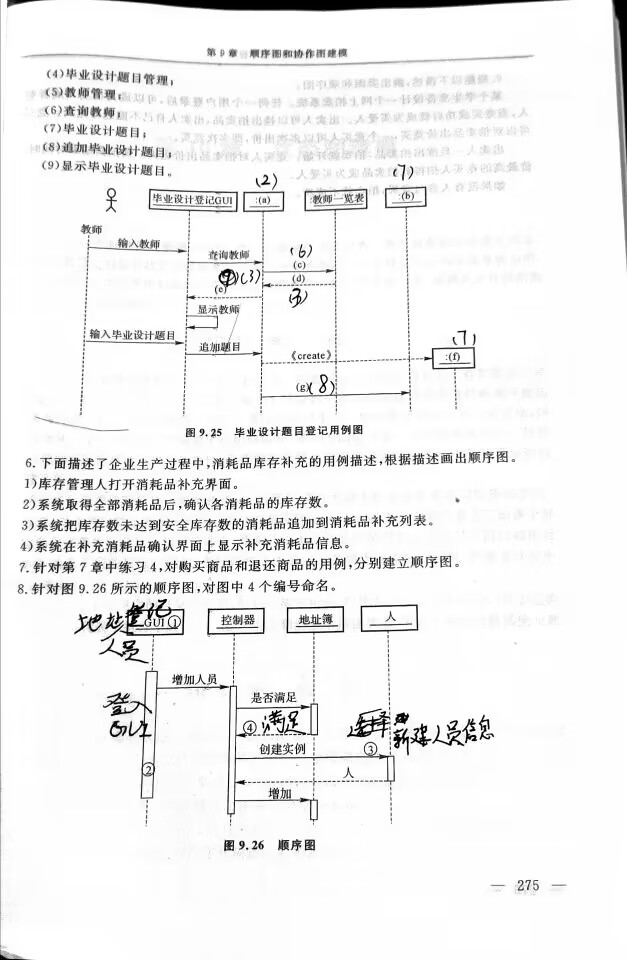 第9章 顺序图和协作图建模
(4)毕业设计题目管理;
(5)教师管理;
(6)查询教师;
(7)毕业设计题目;
(8)追加毕业设计题目;
(9)显示毕业设计题目。
(2)
(7)
毕业设计登记GUI
:(a)
:教师一览表
:(b)
教师
输入教师
查询教师
(6)
(c)
(3)
(d)
(e)
显示教师
输入毕业设计题目
追加题目
《create》
(7)
:(f)
(g)
(8)
图9.25 毕业设计题目登记用例图
6.下面描述了企业生产过程中,消耗品库存补充的用例描述,根据描述画出顺序图。
1)库存管理人打开消耗品补充界面。
2)系统取得全部消耗品后,确认各消耗品的库存数。
3)系统把库存数未达到安全库存数的消耗品追加到消耗品补充列表。
4)系统在补充消耗品确认界面上显示补充消耗品信息。
7.针对第7章中练习4,对购买商品和退还商品的用例,分别建立顺序图。
8.针对图9.26所示的顺序图,对图中4个编号命名。
地址登记
人员
GUI①
控制器
地址簿
人
增加人员
是否满足
登入
GUI
④
满足
选择
新建人员信息
创建实例
③
②
人
增加
图9.26 顺序图
— 275 —